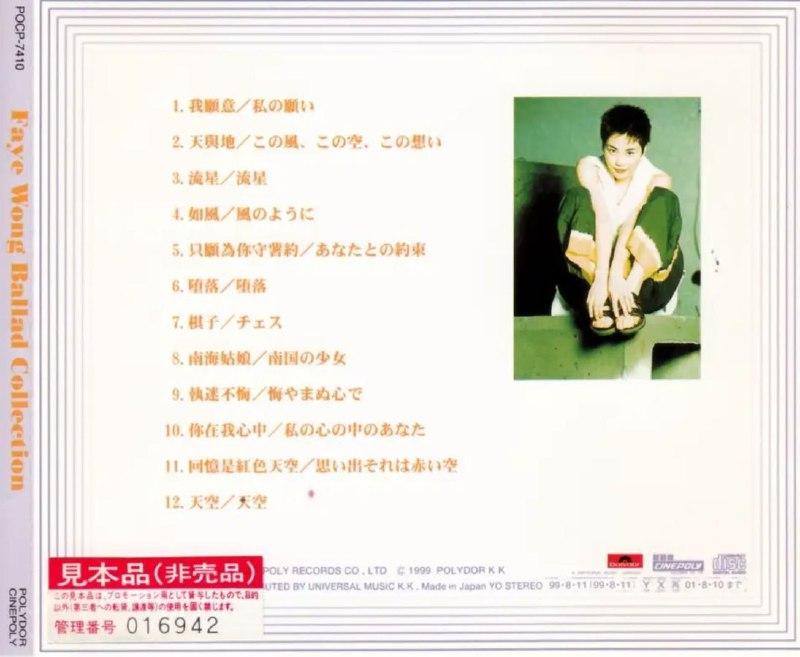 POCP-7410
Faye Wong Ballad Collection
POLYDOR
CINEPOLY
1. 我願意／私の願い
2. 天與地／この風、この空、この想い
3. 流星／流星
4. 如風／風のように
5. 只願為你守著約／あなたとの約束
6. 堕落／堕落
7. 棋子／チェス
8. 南海姑娘／南国の少女
9. 執迷不悔／悔やまぬ心で
10. 你在我心中／私の心の中のあなた
11. 回憶是紅色天空／思い出それは赤い空
12. 天空／天空
POLY RECORDS CO., LTD © 1999 POLYDOR K K
UTED BY UNIVERSAL MUSIC K.K. Made in Japan YO STEREO 99・8・11 (99・8・11) Y X 再 01・8・10まで
polydor
CINEPOLY
COMPACT disc
DIGITAL AUDIO
見本品(非売品)
この見本品は、プロモーション用として貸与したもので、目的
以外(第三者への転貸、譲渡等)の使用を固く禁じます。
管理番号 016942